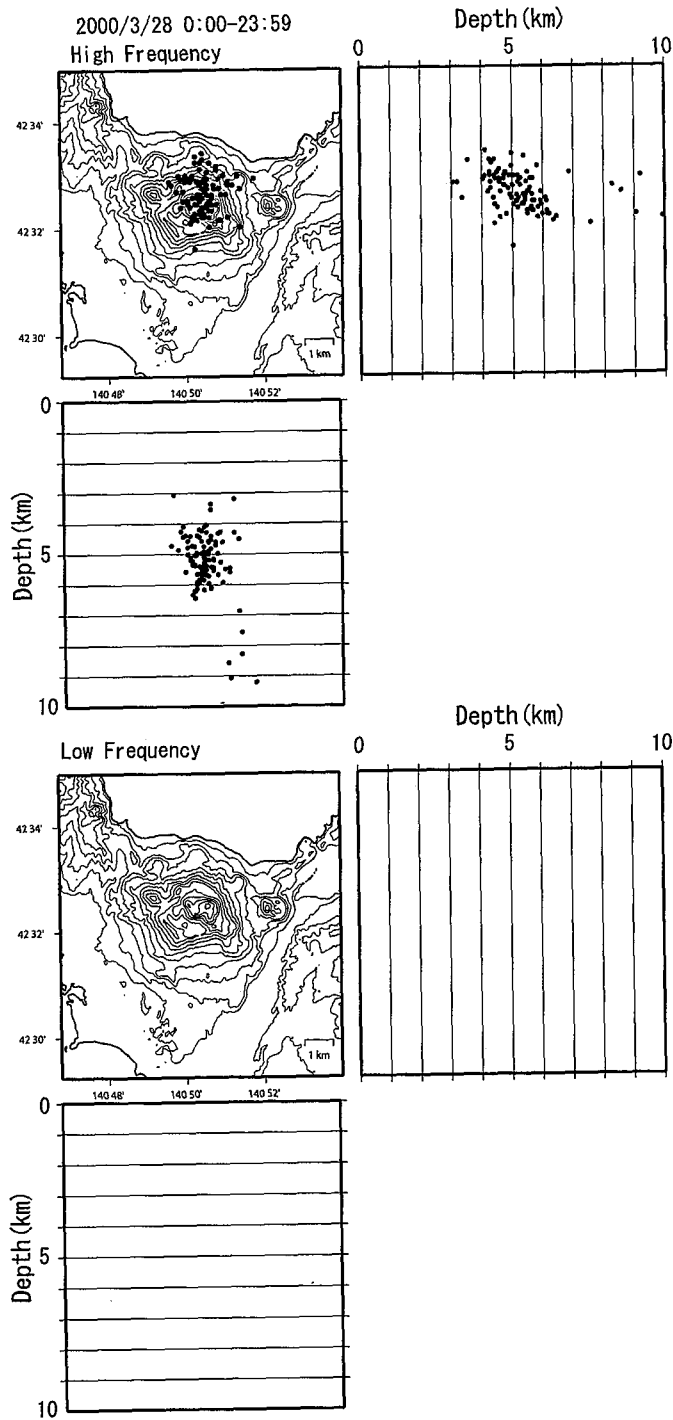 2000/3/28 0:00-23:59
High Frequency
Depth(km)
0 5 10
42 34'
42 32'
42 30'
1 km
140 48' 140 50' 140 52'
0
5
10
Depth(km)
Low Frequency
Depth(km)
0 5 10
42 34'
42 32'
42 30'
1 km
140 48' 140 50' 140 52'
0
5
10
Depth(km)